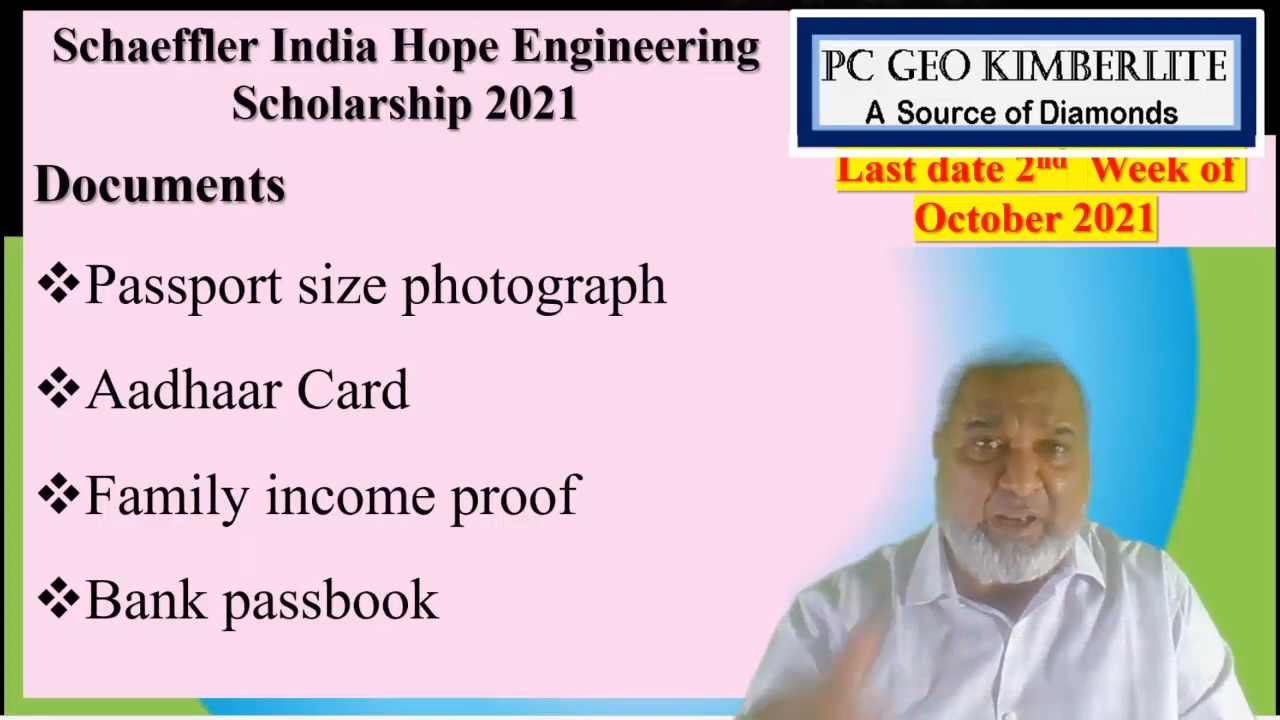 Schaeffler India Hope Engineering
Scholarship 2021
PC GEO KIMBERLITE
A Source of Diamonds
Last date 2nd Week of
October 2021
Documents
❖Passport size photograph
❖Aadhaar Card
❖Family income proof
❖Bank passbook